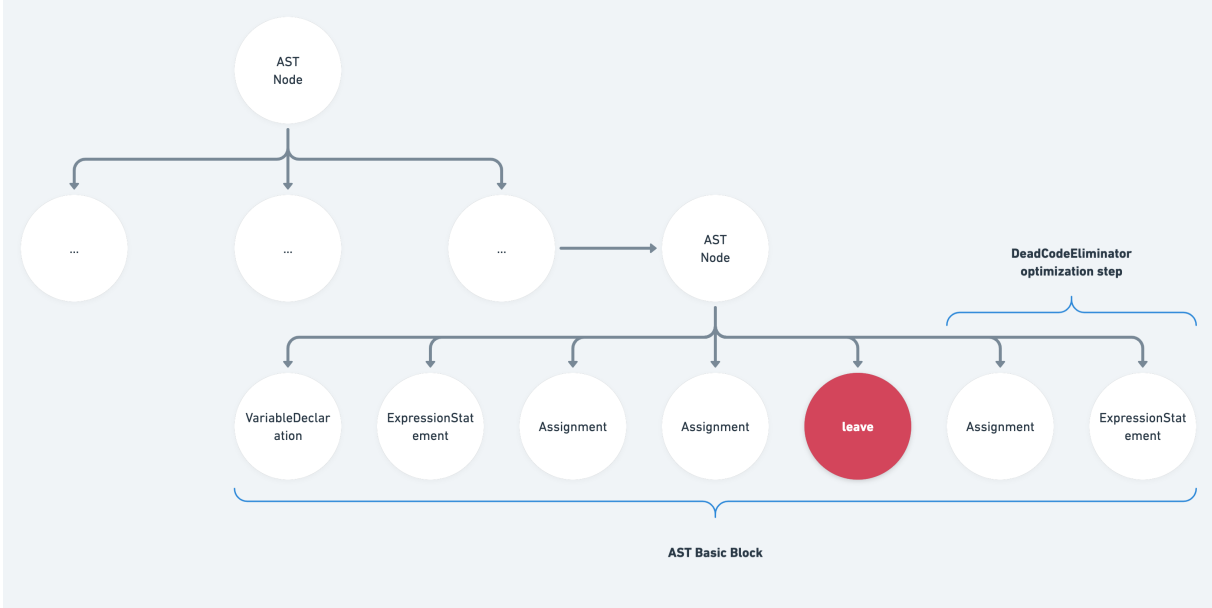 AST
Node
...
...
...
AST
Node
DeadCodeEliminator
optimization step
VariableDeclar
ation
ExpressionStat
ement
Assignment
Assignment
leave
Assignment
ExpressionStat
ement
AST Basic Block